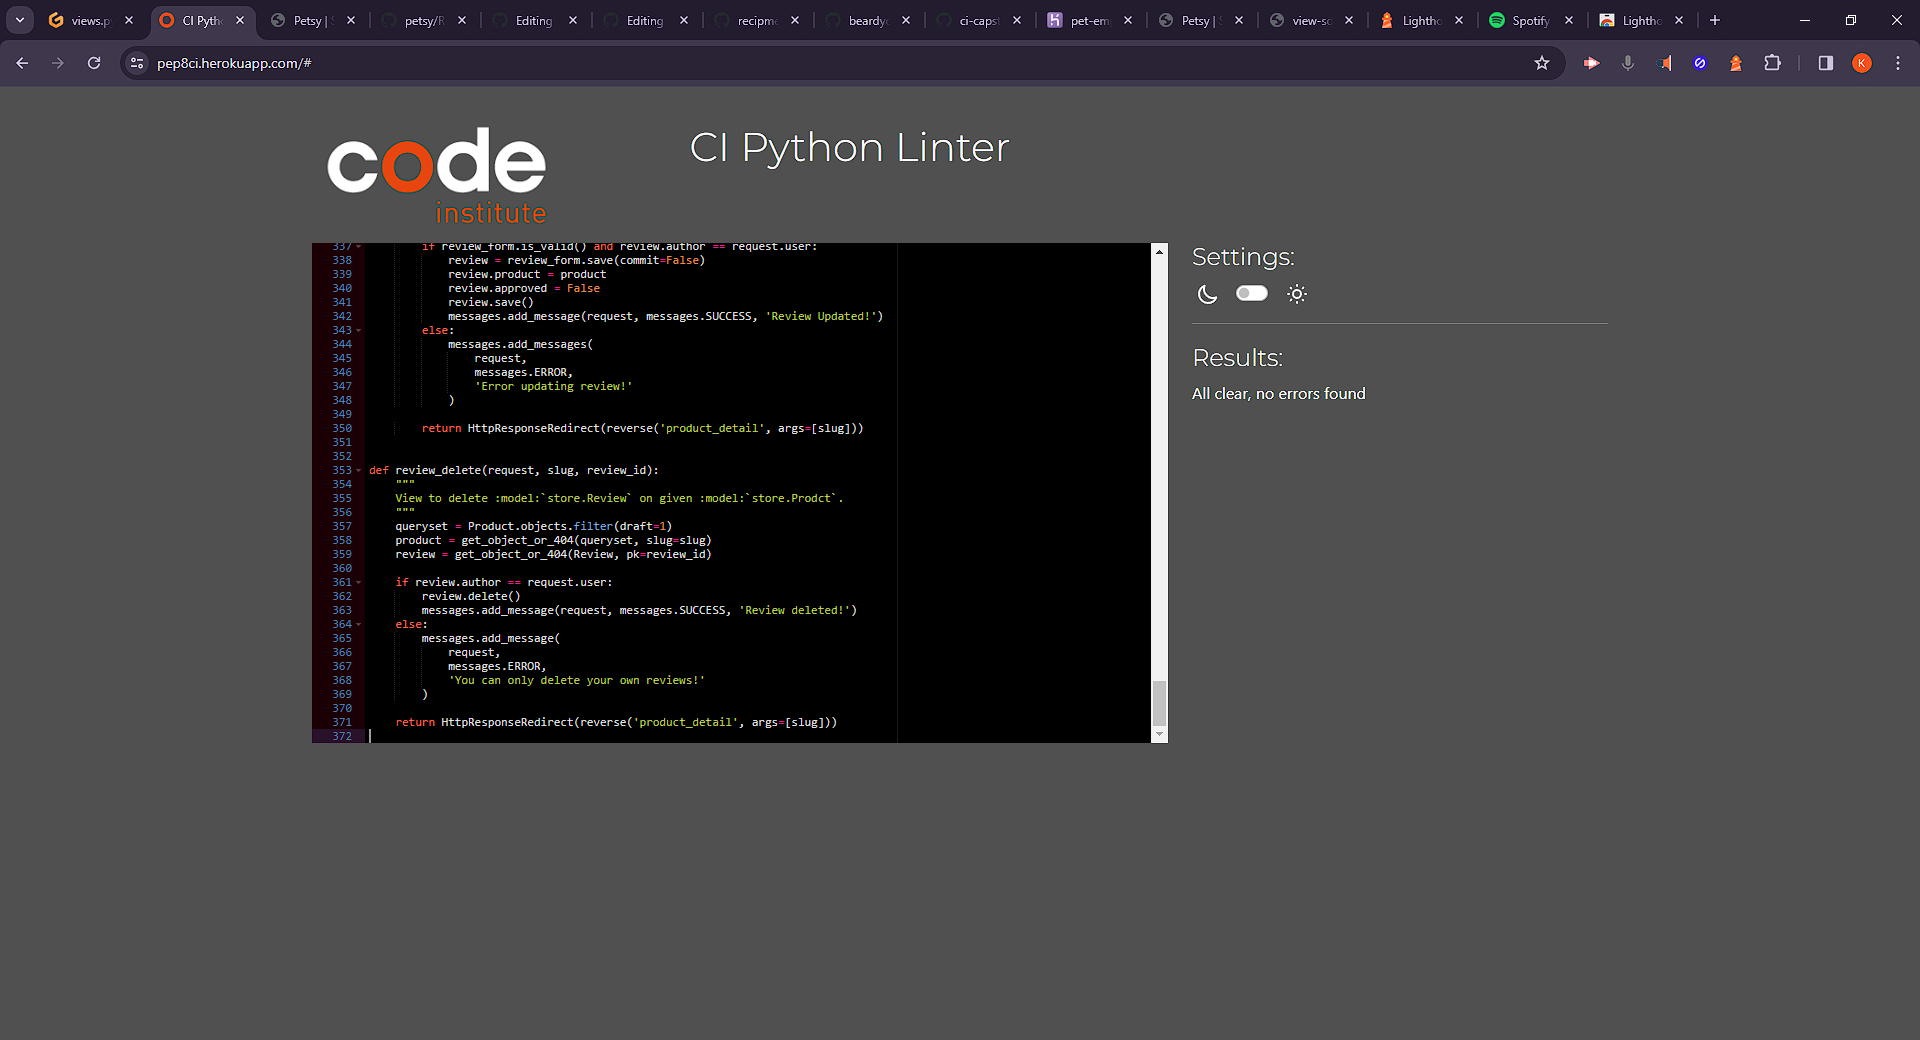 views.p
CI Pyth
Petsy |
petsy/R
Editing
Editing
recipme
beardyc
ci-caps
pet-em
Petsy |
view-so
Lightho
Spotify
Lightho
pep8ci.herokuapp.com/#
K
code
institute
CI Python Linter
337 if review_form.is_valid() and review.author == request.user:
338 review = review_form.save(commit=False)
339 review.product = product
340 review.approved = False
341 review.save()
342 messages.add_message(request, messages.SUCCESS, 'Review Updated!')
343 else:
344 messages.add_messages(
345 request,
346 messages.ERROR,
347 'Error updating review!'
348 )
349
350 return HttpResponseRedirect(reverse('product_detail', args=[slug]))
351
352
353 def review_delete(request, slug, review_id):
354 """
355 View to delete :model:`store.Review` on given :model:`store.Prodct`.
356 """
357 queryset = Product.objects.filter(draft=1)
358 product = get_object_or_404(queryset, slug=slug)
359 review = get_object_or_404(Review, pk=review_id)
360
361 if review.author == request.user:
362 review.delete()
363 messages.add_message(request, messages.SUCCESS, 'Review deleted!')
364 else:
365 messages.add_message(
366 request,
367 messages.ERROR,
368 'You can only delete your own reviews!'
369 )
370
371 return HttpResponseRedirect(reverse('product_detail', args=[slug]))
372
Settings:
Results:
All clear, no errors found